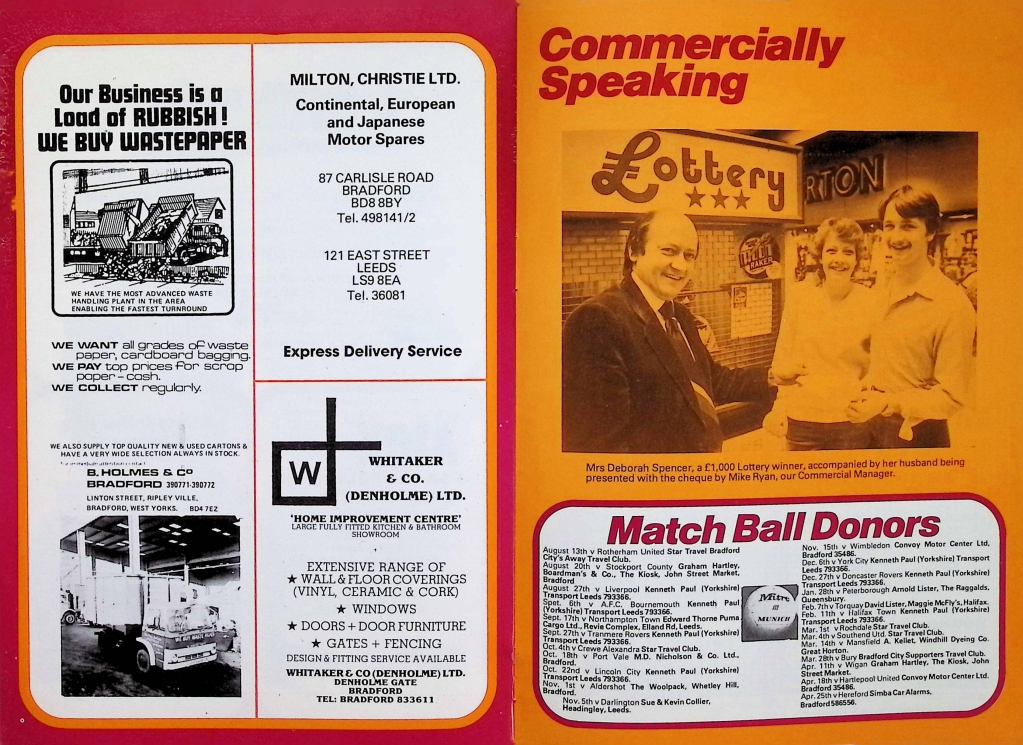 Our Business is a
Load of RUBBISH!
WE BUY WASTEPAPER
WE HAVE THE MOST ADVANCED WASTE
HANDLING PLANT IN THE AREA
ENABLING THE FASTEST TURNROUND
WE WANT all grades of waste
paper, cardboard bagging.
WE PAY top prices for scrap
paper – cash.
WE COLLECT regularly.
WE ALSO SUPPLY TOP QUALITY NEW & USED CARTONS &
HAVE A VERY WIDE SELECTION ALWAYS IN STOCK.
B. HOLMES & Co
BRADFORD 390771-390772
LINTON STREET, RIPLEY VILLE,
BRADFORD, WEST YORKS. BD4 7EZ
WE BUY WASTE PAPER
MILTON, CHRISTIE LTD.
Continental, European
and Japanese
Motor Spares
87 CARLISLE ROAD
BRADFORD
BD8 8BY
Tel. 498141/2
121 EAST STREET
LEEDS
LS9 8EA
Tel. 36081
Express Delivery Service
W
WHITAKER
& CO.
(DENHOLME) LTD.
'HOME IMPROVEMENT CENTRE'
LARGE FULLY FITTED KITCHEN & BATHROOM
SHOWROOM
EXTENSIVE RANGE OF
★ WALL & FLOOR COVERINGS
(VINYL, CERAMIC & CORK)
★ WINDOWS
★ DOORS + DOOR FURNITURE
★ GATES + FENCING
DESIGN & FITTING SERVICE AVAILABLE
WHITAKER & CO (DENHOLME) LTD.
DENHOLME GATE
BRADFORD
TEL: BRADFORD 833611
Commercially
Speaking
Lottery
★★★
RTON
BAKER
Mrs Deborah Spencer, a £1,000 Lottery winner, accompanied by her husband being
presented with the cheque by Mike Ryan, our Commercial Manager.
Match Ball Donors
August 13th v Rotherham United Star Travel Bradford
City's Away Travel Club.
August 20th v Stockport County Graham Hartley,
Boardman's & Co., The Kiosk, John Street Market,
Bradford
August 27th v Liverpool Kenneth Paul (Yorkshire)
Transport Leeds 793366.
Spet. 6th v A.F.C. Bournemouth Kenneth Paul
(Yorkshire) Transport Leeds 793366.
Sept. 17th v Northampton Town Edward Thorne Puma
Cargo Ltd., Revie Complex, Elland Rd, Leeds.
Sept. 27th v Tranmere Rovers Kenneth Paul (Yorkshire)
Transport Leeds 793366.
Oct. 4th v Crewe Alexandra Star Travel Club.
Oct. 18th v Port Vale M.D. Nicholson & Co. Ltd.,
Bradford.
Oct. 22nd v Lincoln City Kenneth Paul (Yorkshire)
Transport Leeds 793366.
Nov. 1st v Aldershot The Woolpack, Whetley Hill,
Bradford.
Nov. 5th v Darlington Sue & Kevin Collier,
Headingley, Leeds.
Mitre
MUNICH
Nov. 15th v Wimbledon Convoy Motor Center Ltd,
Bradford 35486.
Dec. 6th v York City Kenneth Paul (Yorkshire) Transport
Leeds 793366.
Dec. 27th v Doncaster Rovers Kenneth Paul (Yorkshire)
Transport Leeds 793366.
Jan. 28th v Peterborough Arnold Lister, The Raggalds,
Queensbury.
Feb. 7th v Torquay David Lister, Maggie McFly's, Halifax.
Feb. 11th v Halifax Town Kenneth Paul (Yorkshire)
Transport Leeds 793366.
Mar. 1st v Rochdale Star Travel Club.
Mar. 4th v Southend Utd. Star Travel Club.
Mar. 14th v Mansfield A. Kellet, Windhill Dyeing Co.
Great Horton.
Mar. 28th v Bury Bradford City Supporters Travel Club.
Apr. 11th v Wigan Graham Hartley, The Kiosk, John
Street Market.
Apr. 18th v Hartlepool United Convoy Motor Center Ltd.
Bradford 35486.
Apr. 25th v Hereford Simba Car Alarms,
Bradford 586556.